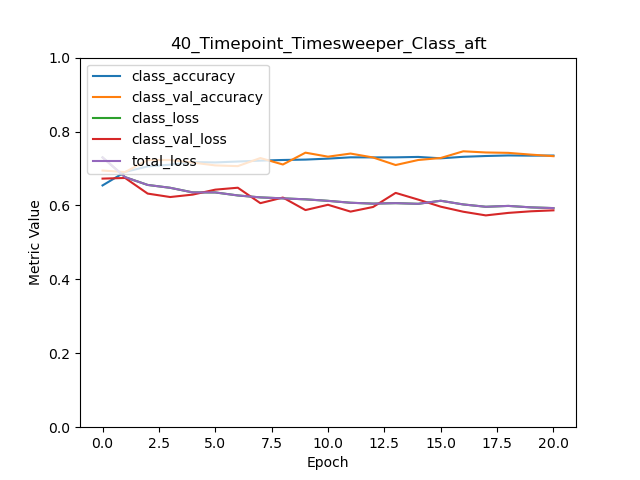 40_Timepoint_Timesweeper_Class_aft
class_accuracy
class_val_accuracy
class_loss
class_val_loss
total_loss
1.0
0.8
0.6
0.4
0.2
0.0
Metric Value
0.0 2.5 5.0 7.5 10.0 12.5 15.0 17.5 20.0
Epoch